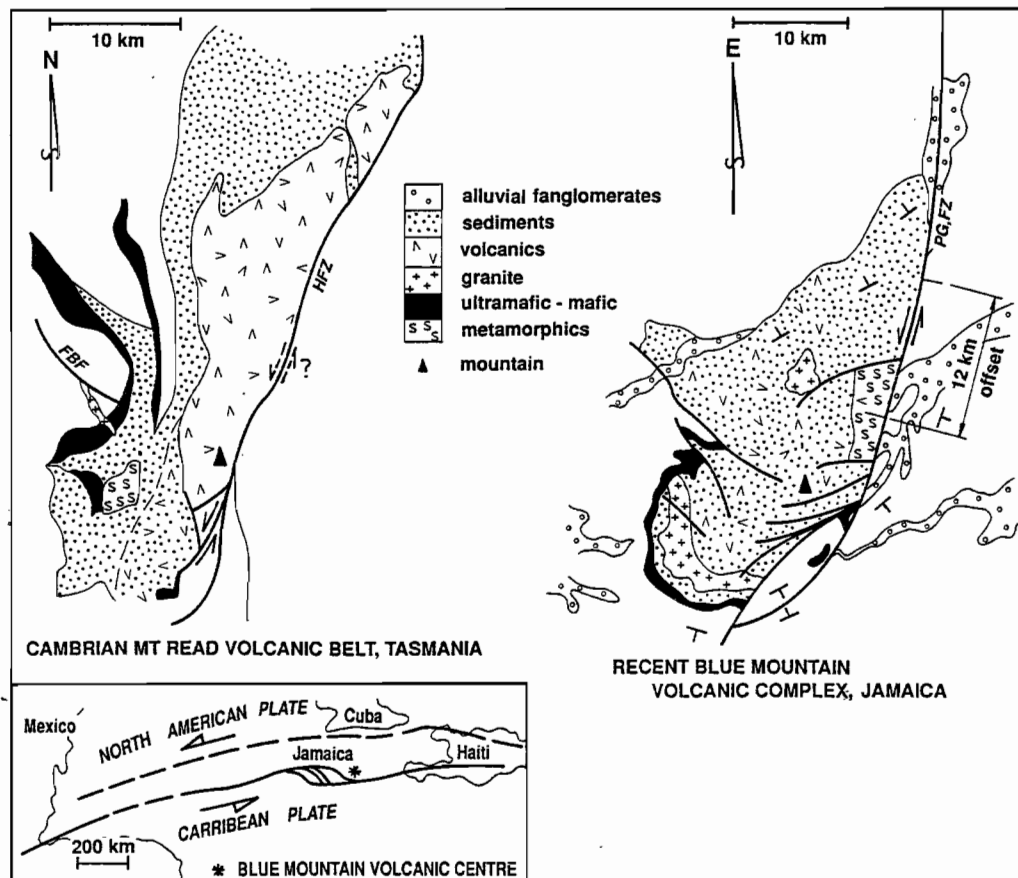 10 km
N
S
HFZ
?
FBF
alluvial fanglomerates
sediments
volcanics
granite
ultramafic - mafic
metamorphics
mountain
10 km
E
S
PG,FZ
12 km
offset
CAMBRIAN MT READ VOLCANIC BELT, TASMANIA
RECENT BLUE MOUNTAIN
VOLCANIC COMPLEX, JAMAICA
Mexico
NORTH AMERICAN PLATE
Cuba
Jamaica
Haiti
CARRIBEAN PLATE
200 km
* BLUE MOUNTAIN VOLCANIC CENTRE